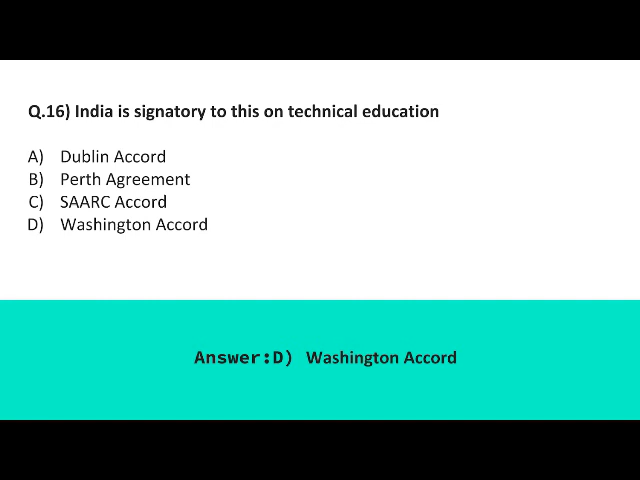 Q.16) India is signatory to this on technical education
A) Dublin Accord
B) Perth Agreement
C) SAARC Accord
D) Washington Accord
Answer:D) Washington Accord